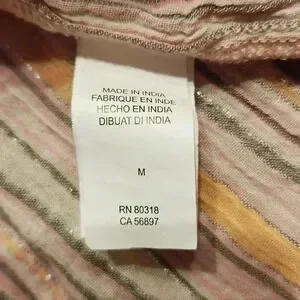 MADE IN INDIA
FABRIQUE EN INDE
HECHO EN INDIA
DIBUAT DI INDIA
M
RN 80318
CA 56897